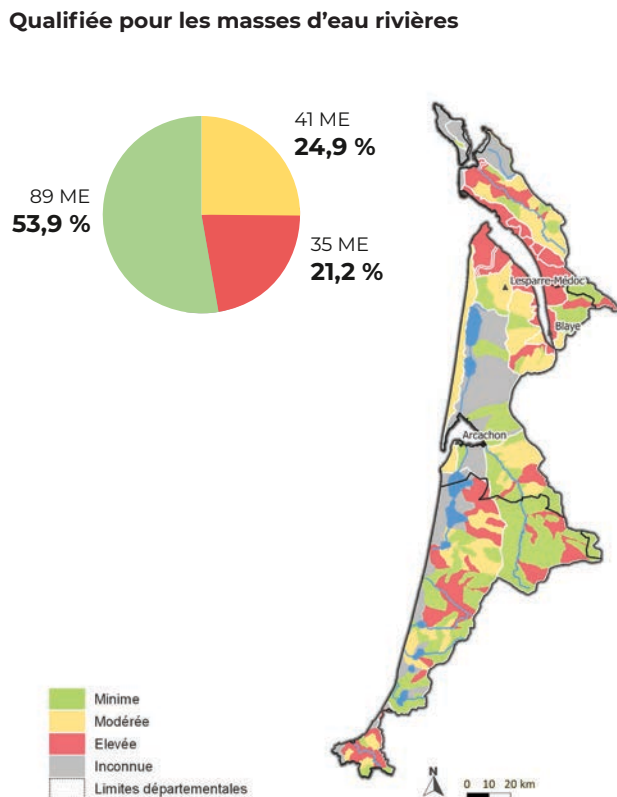 Qualifiée pour les masses d'eau rivières
41 ME
24,9 %
89 ME
53,9 %
35 ME
21,2 %
Lesparre-Médoc
Blaye
Arcachon
Minime
Modérée
Elevée
Inconnue
Limites départementales
N
0 10 20 km